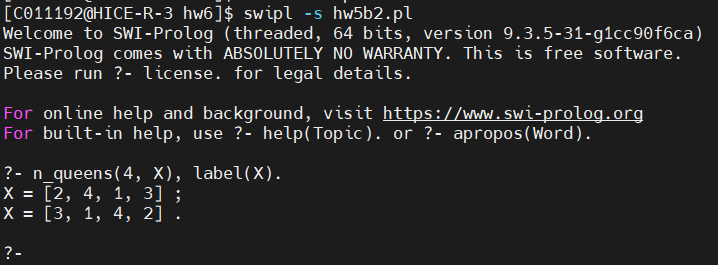 [C011192@HICE-R-3 hw6]$ swipl -s hw5b2.pl
Welcome to SWI-Prolog (threaded, 64 bits, version 9.3.5-31-g1cc90f6ca)
SWI-Prolog comes with ABSOLUTELY NO WARRANTY. This is free software.
Please run ?- license. for legal details.
For online help and background, visit https://www.swi-prolog.org
For built-in help, use ?- help(Topic). or ?- apropos(Word).
?- n_queens(4, X), label(X).
X = [2, 4, 1, 3] ;
X = [3, 1, 4, 2] .
?-